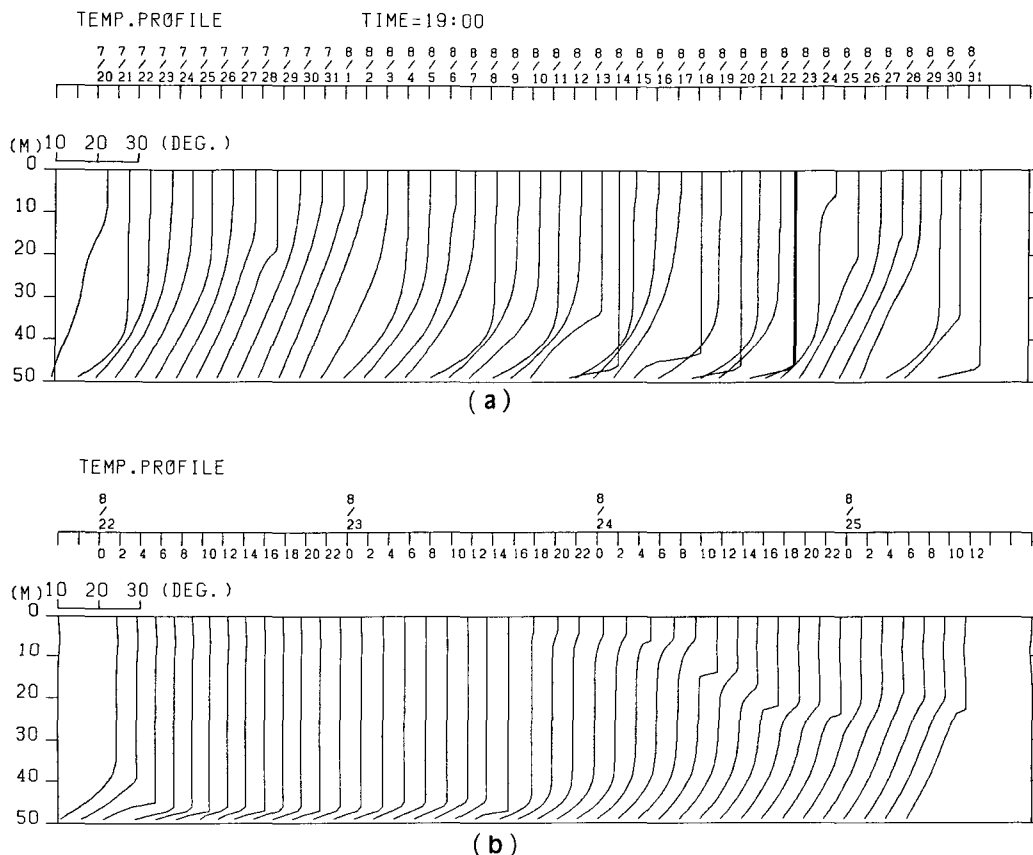 TEMP.PRØFILE TIME=19:00
7 7 7 7 7 7 7 7 7 7 7 7 8 8 8 8 8 8 8 8 8 8 8 8 8 8 8 8 8 8 8 8 8 8 8 8 8 8 8 8 8 8 8
/ / / / / / / / / / / / / / / / / / / / / / / / / / / / / / / / / / / / / / / / / / /
20 21 22 23 24 25 26 27 28 29 30 31 1 2 3 4 5 6 7 8 9 10 11 12 13 14 15 16 17 18 19 20 21 22 23 24 25 26 27 28 29 30 31
(M) 10 20 30 (DEG.)
0
10
20
30
40
50
(a)
TEMP.PRØFILE
8 8 8 8
/ / / /
22 23 24 25
0 2 4 6 8 10 12 14 16 18 20 22 0 2 4 6 8 10 12 14 16 18 20 22 0 2 4 6 8 10 12 14 16 18 20 22 0 2 4 6 8 10 12
(M) 10 20 30 (DEG.)
0
10
20
30
40
50
(b)